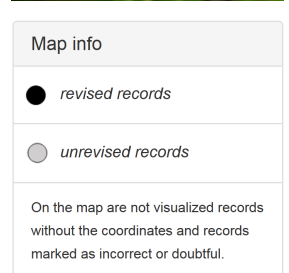 Map info
revised records
unrevised records
On the map are not visualized records
without the coordinates and records
marked as incorrect or doubtful.